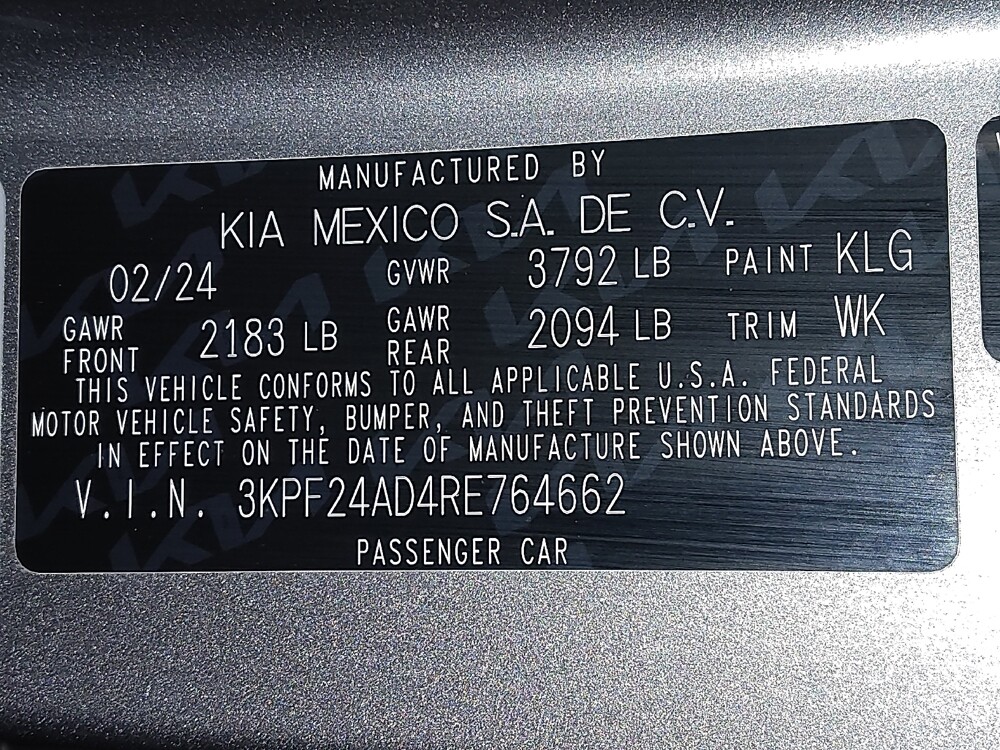 MANUFACTURED BY
KIA MEXICO S.A. DE C.V.
02/24 GVWR 3792 LB PAINT KLG
GAWR FRONT 2183 LB GAWR REAR 2094 LB TRIM WK
THIS VEHICLE CONFORMS TO ALL APPLICABLE U.S.A. FEDERAL
MOTOR VEHICLE SAFETY, BUMPER, AND THEFT PREVENTION STANDARDS
IN EFFECT ON THE DATE OF MANUFACTURE SHOWN ABOVE.
V.I.N. 3KPF24AD4RE764662
PASSENGER CAR